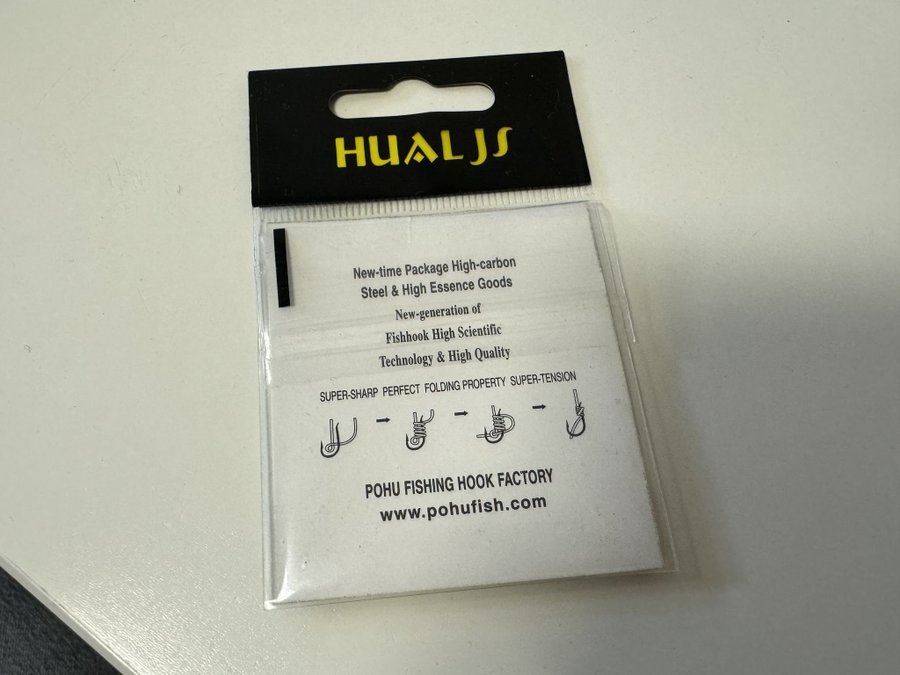 HUALJS
New-time Package High-carbon
Steel & High Essence Goods
New-generation of
Fishhook High Scientific
Technology & High Quality
SUPER-SHARP PERFECT FOLDING PROPERTY SUPER-TENSION
POHU FISHING HOOK FACTORY
www.pohufish.com